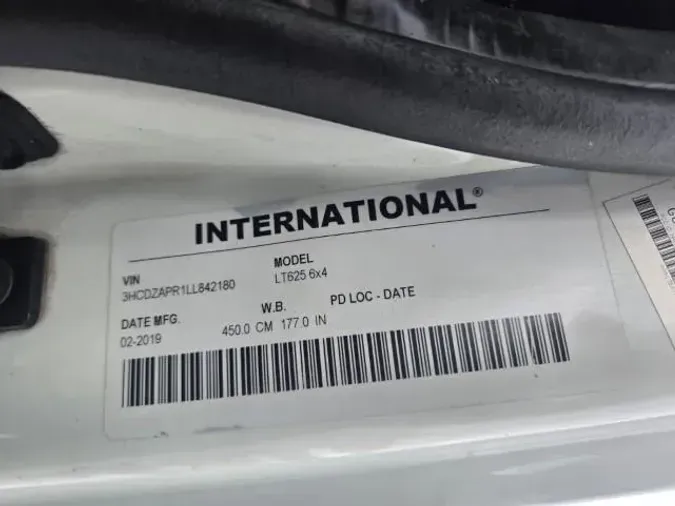 INTERNATIONAL®
VIN MODEL
3HCDZAPR1LL842180 LT625 6x4
DATE MFG. W.B. PD LOC - DATE
02-2019 450.0 CM 177.0 IN